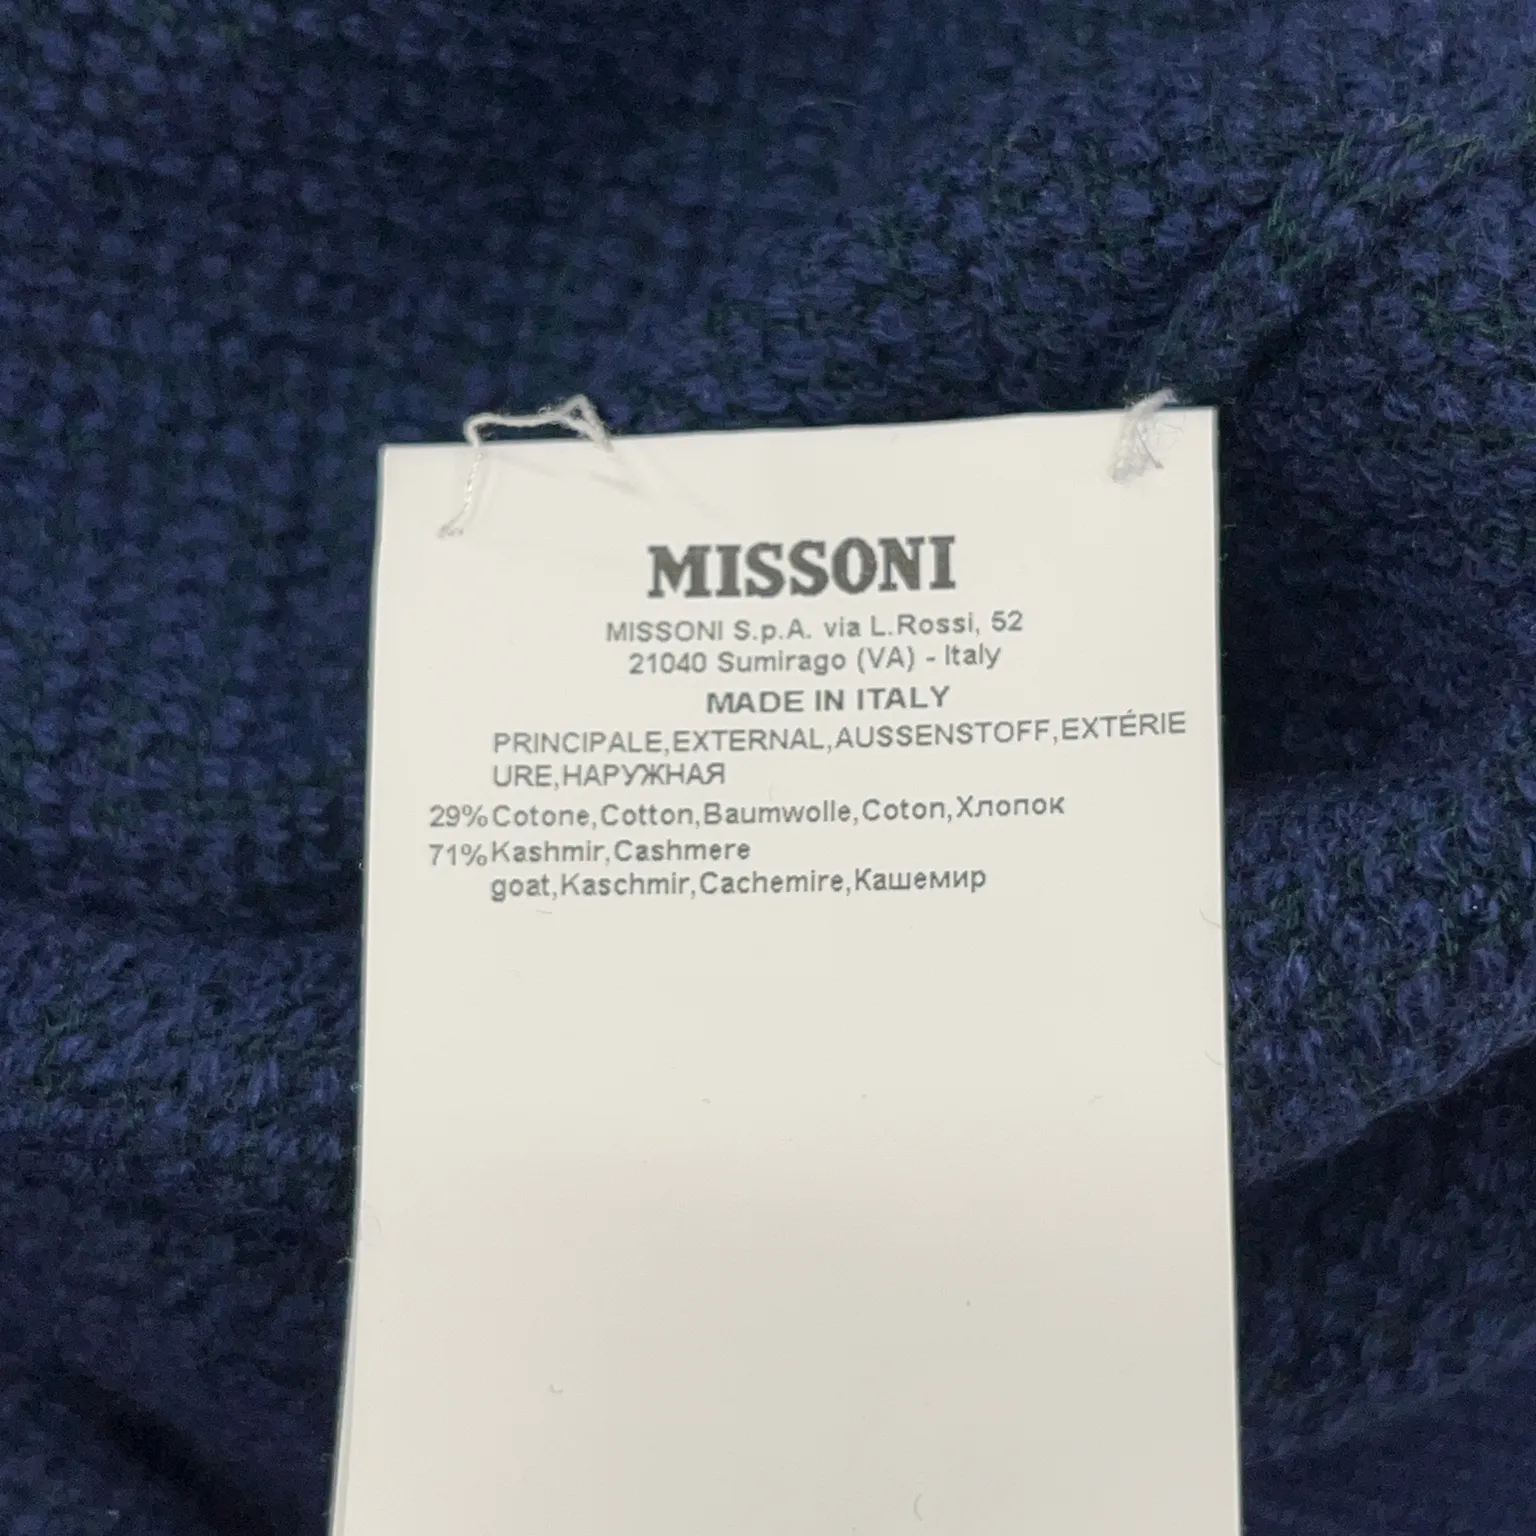 MISSONI
MISSONI S.p.A. via L.Rossi, 52
21040 Sumirago (VA) - Italy
MADE IN ITALY
PRINCIPALE,EXTERNAL,AUSSENSTOFF,EXTÉRIE
URE,НАРУЖНАЯ
29% Cotone,Cotton,Baumwolle,Coton,Хлопок
71% Kashmir,Cashmere
goat,Kaschmir,Cachemire,Кашемир